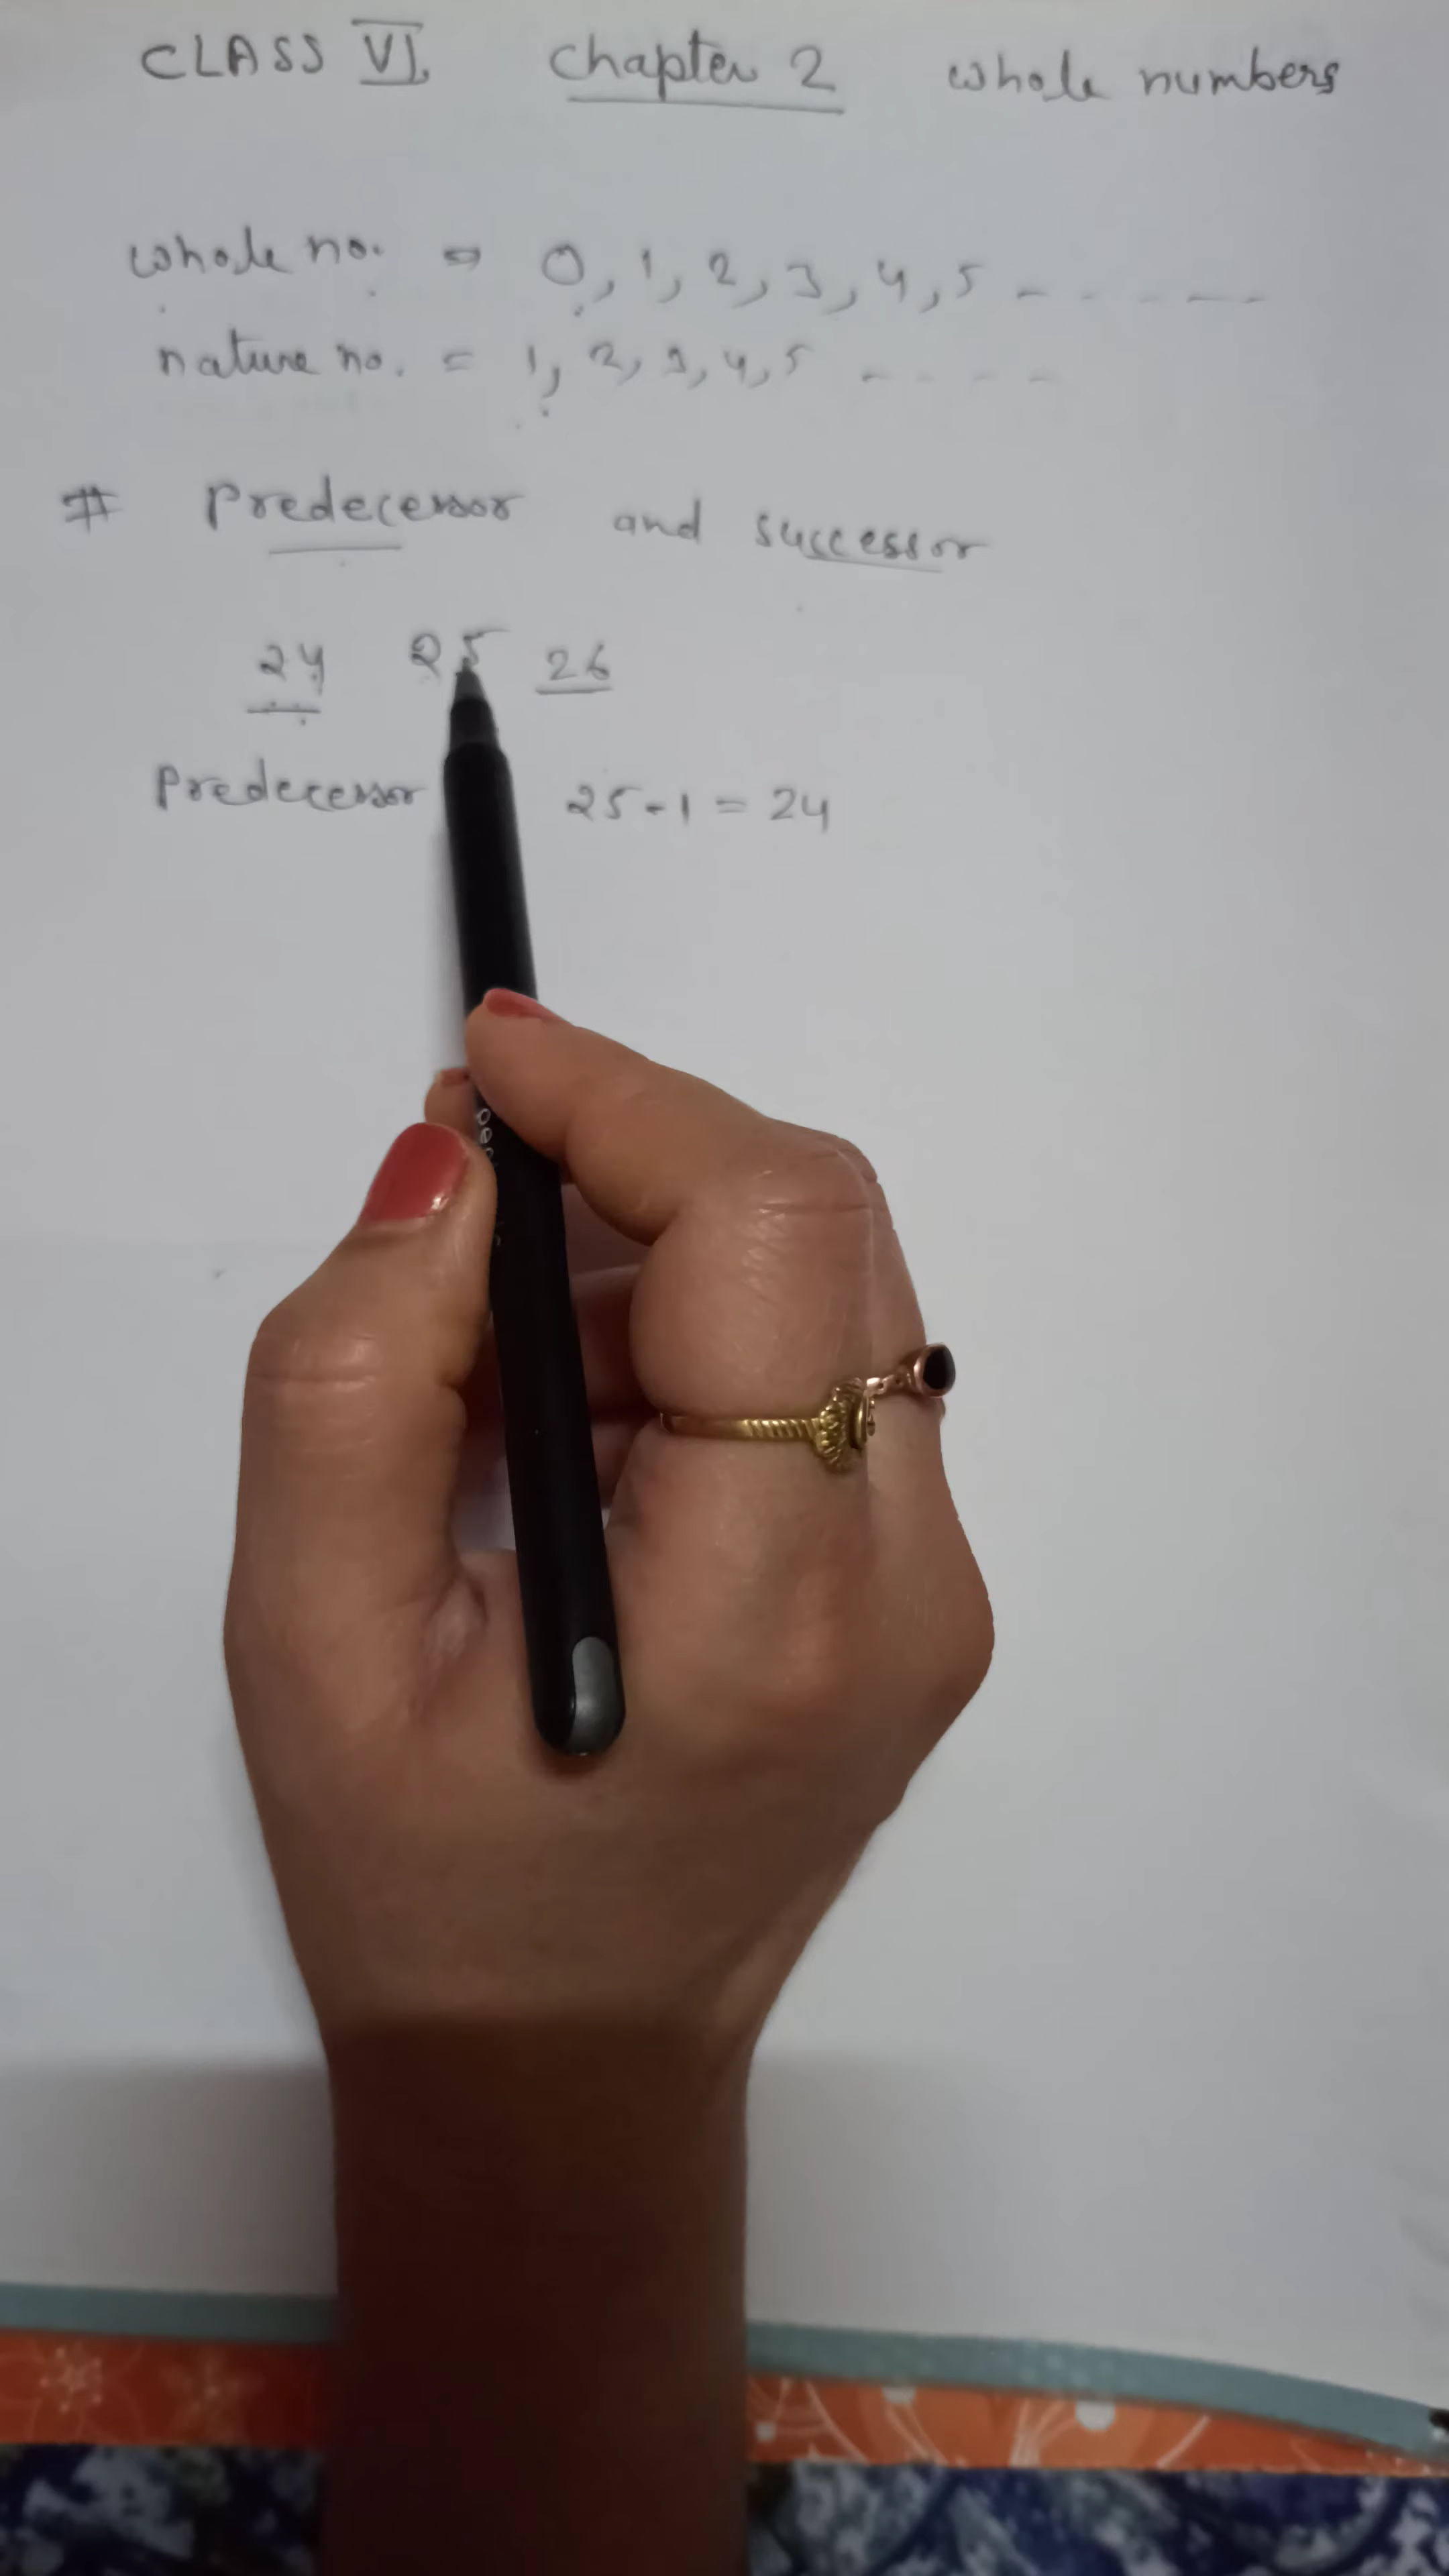 CLASS VI. Chapter 2 whole numbers
whole no. = 0, 1, 2, 3, 4, 5 - - - - -
nature no. = 1, 2, 3, 4, 5 - - - -
# Predecessor and successor
24 25 26
Predecessor 25-1 = 24